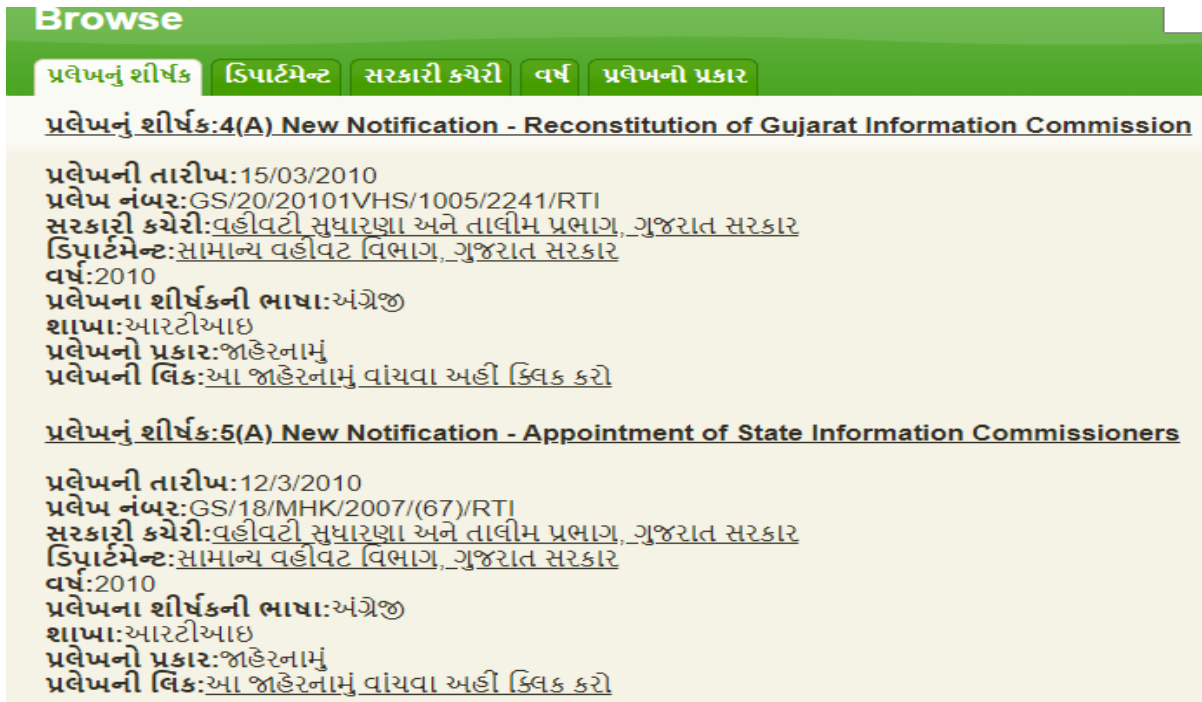 Browse
પ્રલેખનું શીર્ષક ડિપાર્ટમેન્ટ સરકારી કચેરી વર્ષ પ્રલેખનો પ્રકાર
પ્રલેખનું શીર્ષક:4(A) New Notification - Reconstitution of Gujarat Information Commission
પ્રલેખની તારીખ:15/03/2010
પ્રલેખ નંબર:GS/20/20101VHS/1005/2241/RTI
સરકારી કચેરી:વહીવટી સુધારણા અને તાલીમ પ્રભાગ, ગુજરાત સરકાર
ડિપાર્ટમેન્ટ:સામાન્ય વહીવટ વિભાગ, ગુજરાત સરકાર
વર્ષ:2010
પ્રલેખના શીર્ષકની ભાષા:અંગ્રેજી
શાખા:આરટીઆઇ
પ્રલેખનો પ્રકાર:જાહેરનામું
પ્રલેખની લિંક:આ જાહેરનામું વાંચવા અહીં ક્લિક કરો
પ્રલેખનું શીર્ષક:5(A) New Notification - Appointment of State Information Commissioners
પ્રલેખની તારીખ:12/3/2010
પ્રલેખ નંબર:GS/18/MHK/2007/(67)/RTI
સરકારી કચેરી:વહીવટી સુધારણા અને તાલીમ પ્રભાગ, ગુજરાત સરકાર
ડિપાર્ટમેન્ટ:સામાન્ય વહીવટ વિભાગ, ગુજરાત સરકાર
વર્ષ:2010
પ્રલેખના શીર્ષકની ભાષા:અંગ્રેજી
શાખા:આરટીઆઇ
પ્રલેખનો પ્રકાર:જાહેરનામું
પ્રલેખની લિંક:આ જાહેરનામું વાંચવા અહીં ક્લિક કરો